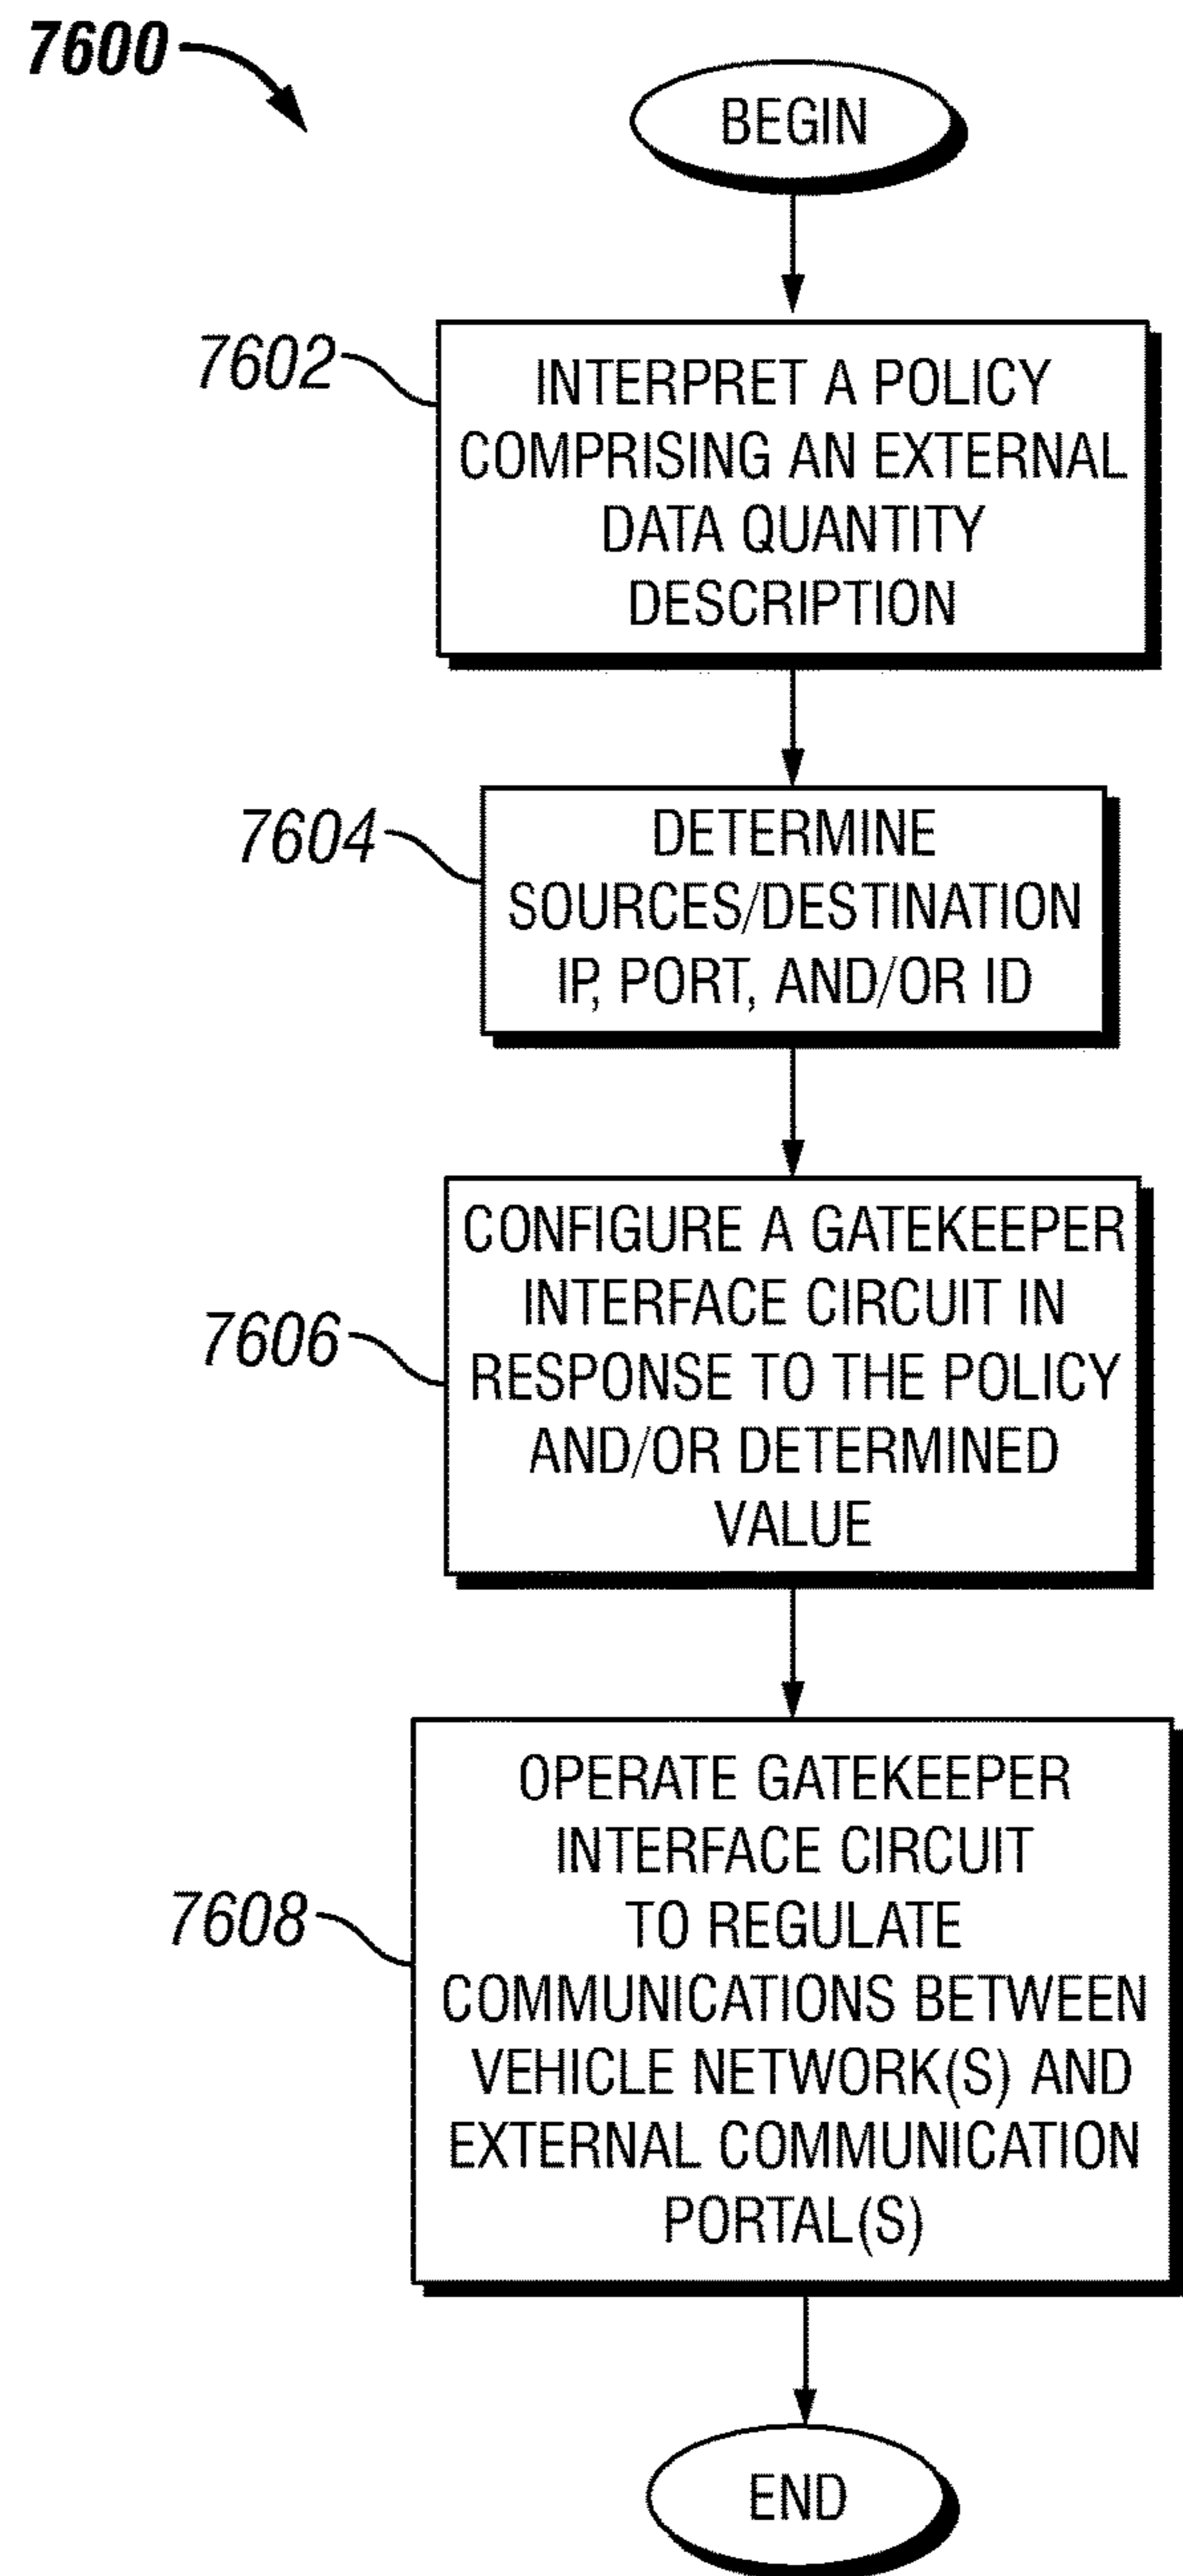 7600
BEGIN
7602
INTERPRET A POLICY
COMPRISING AN EXTERNAL
DATA QUANTITY
DESCRIPTION
7604
DETERMINE
SOURCES/DESTINATION
IP, PORT, AND/OR ID
7606
CONFIGURE A GATEKEEPER
INTERFACE CIRCUIT IN
RESPONSE TO THE POLICY
AND/OR DETERMINED
VALUE
7608
OPERATE GATEKEEPER
INTERFACE CIRCUIT
TO REGULATE
COMMUNICATIONS BETWEEN
VEHICLE NETWORK(S) AND
EXTERNAL COMMUNICATION
PORTAL(S)
END